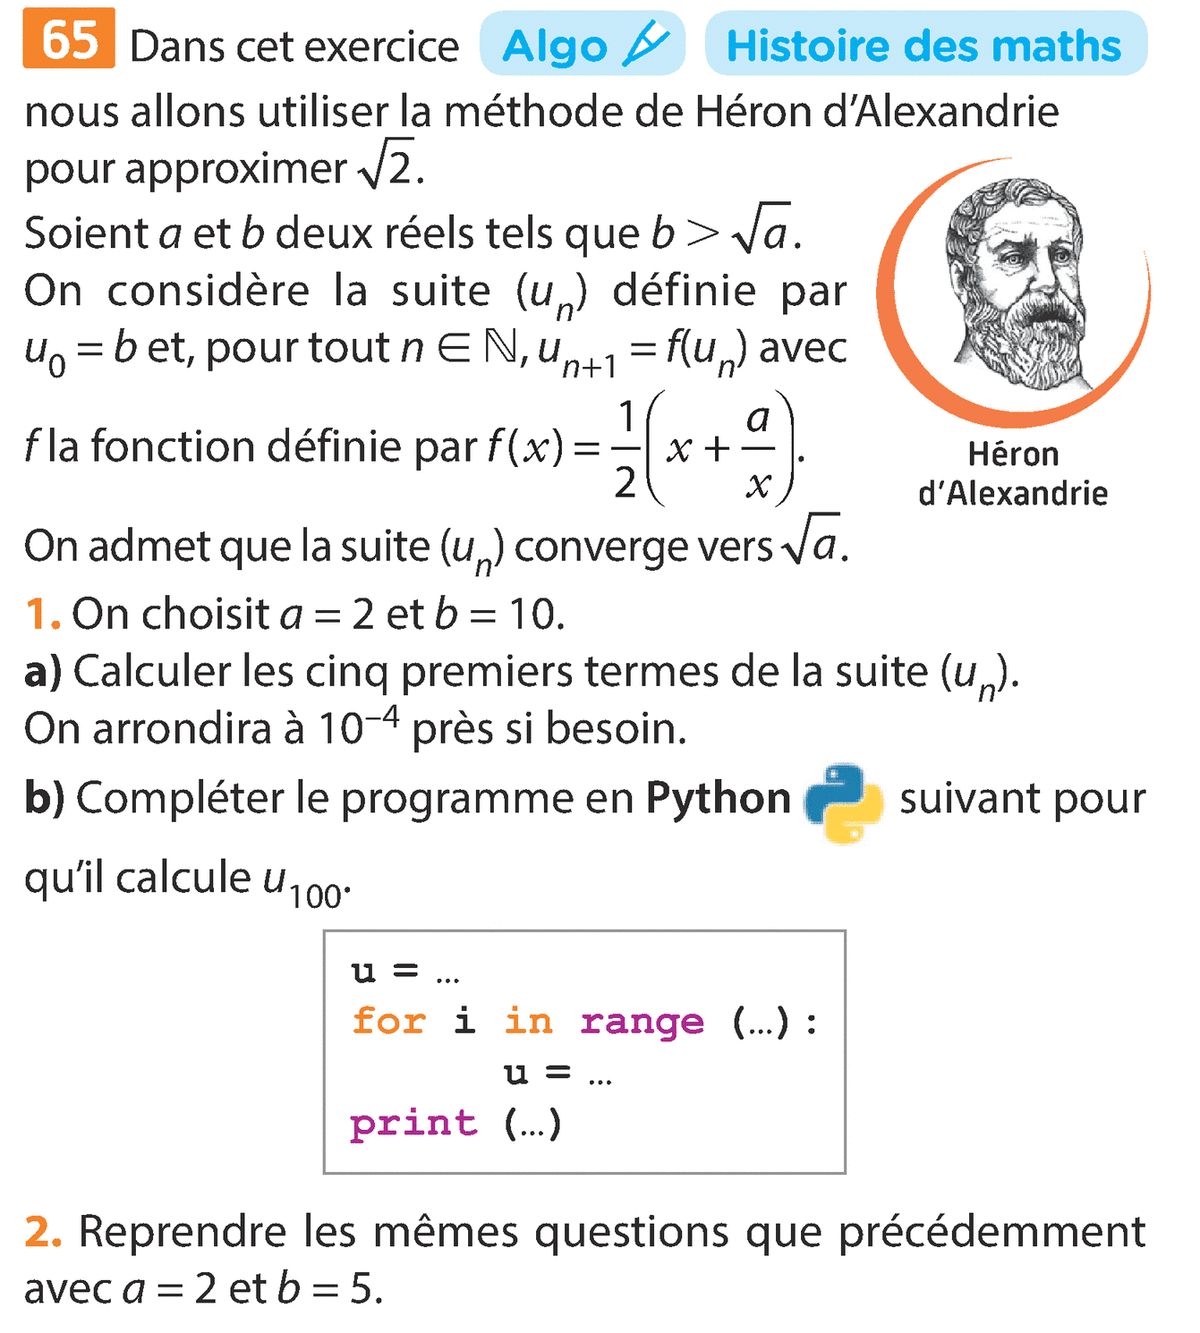 65 Dans cet exercice Algo Histoire des maths
nous allons utiliser la méthode de Héron d'Alexandrie
pour approximer √2.
Soient a et b deux réels tels que b > √a.
On considère la suite (uₙ) définie par
u₀ = b et, pour tout n ∈ ℕ, uₙ₊₁ = f(uₙ) avec
f la fonction définie par f(x) = 1/2 (x + a/x).
Héron
d'Alexandrie
On admet que la suite (uₙ) converge vers √a.
1. On choisit a = 2 et b = 10.
a) Calculer les cinq premiers termes de la suite (uₙ).
On arrondira à 10⁻⁴ près si besoin.
b) Compléter le programme en Python suivant pour
qu'il calcule u₁₀₀.
u = …
for i in range (…) :
u = …
print (…)
2. Reprendre les mêmes questions que précédemment
avec a = 2 et b = 5.